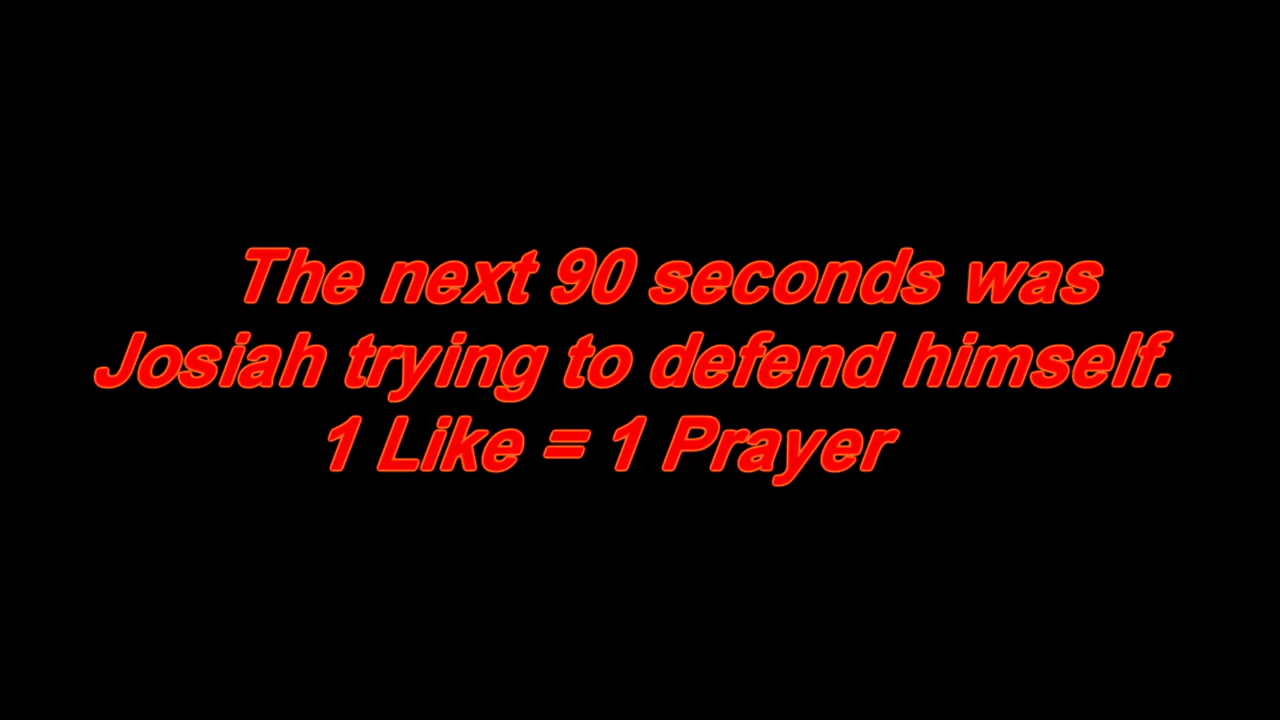 The next 90 seconds was
Josiah trying to defend himself.
1 Like = 1 Prayer